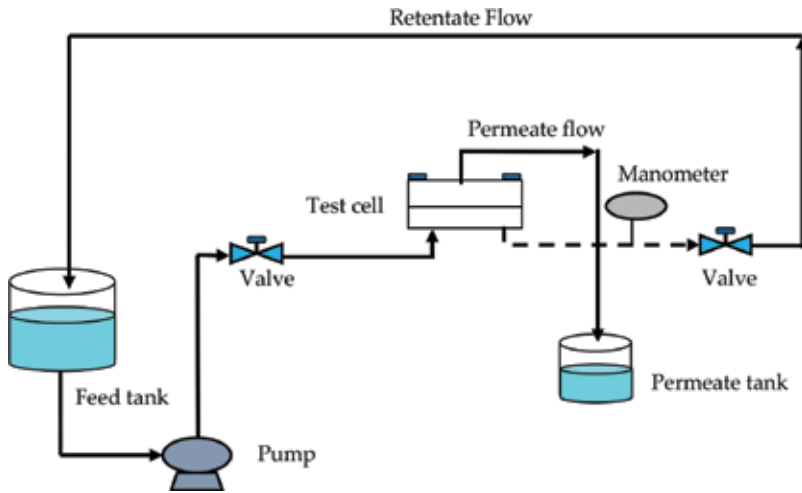 Retentate Flow
Permeate flow
Manometer
Test cell
Valve
Valve
Feed tank
Permeate tank
Pump